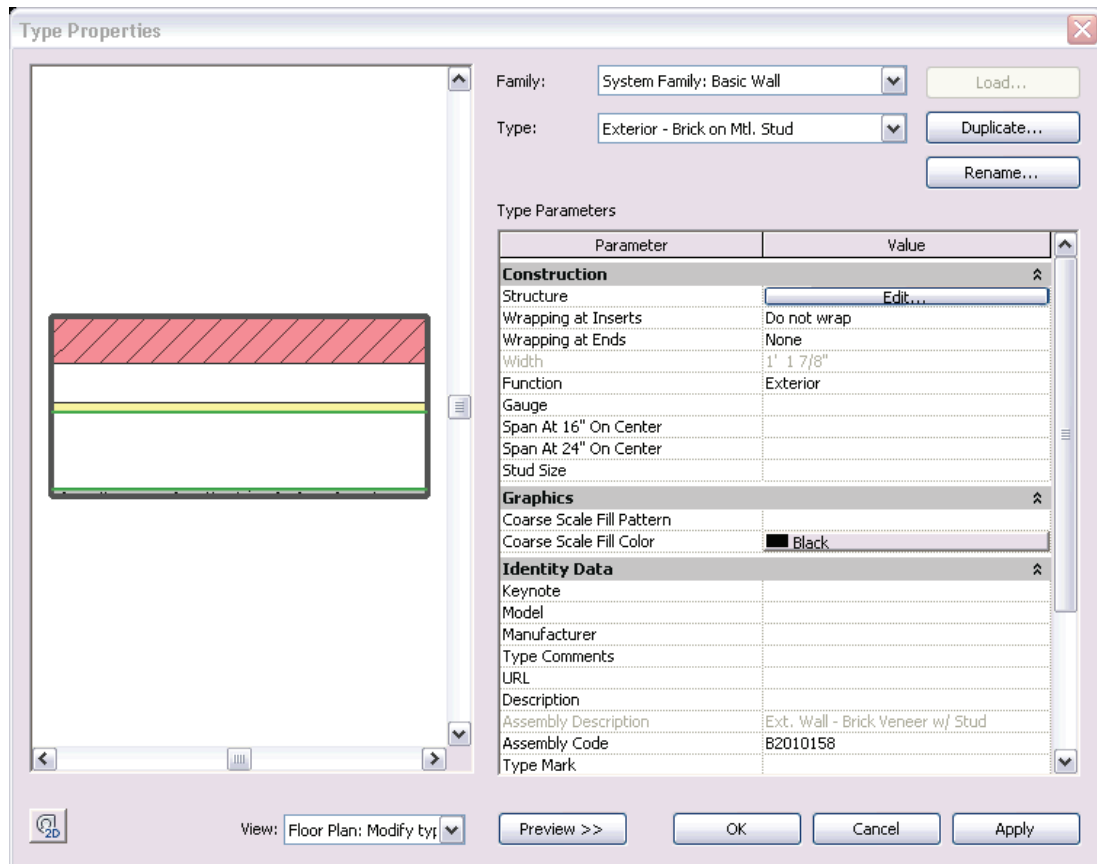 Type Properties
Family: System Family: Basic Wall Load...
Type: Exterior - Brick on Mtl. Stud Duplicate...
Rename...
Type Parameters
Parameter Value
Construction
Structure Edit...
Wrapping at Inserts Do not wrap
Wrapping at Ends None
Width 1' 1 7/8"
Function Exterior
Gauge
Span At 16" On Center
Span At 24" On Center
Stud Size
Graphics
Coarse Scale Fill Pattern
Coarse Scale Fill Color Black
Identity Data
Keynote
Model
Manufacturer
Type Comments
URL
Description
Assembly Description Ext. Wall - Brick Veneer w/ Stud
Assembly Code B2010158
Type Mark
2D View: Floor Plan: Modify typ Preview >> OK Cancel Apply